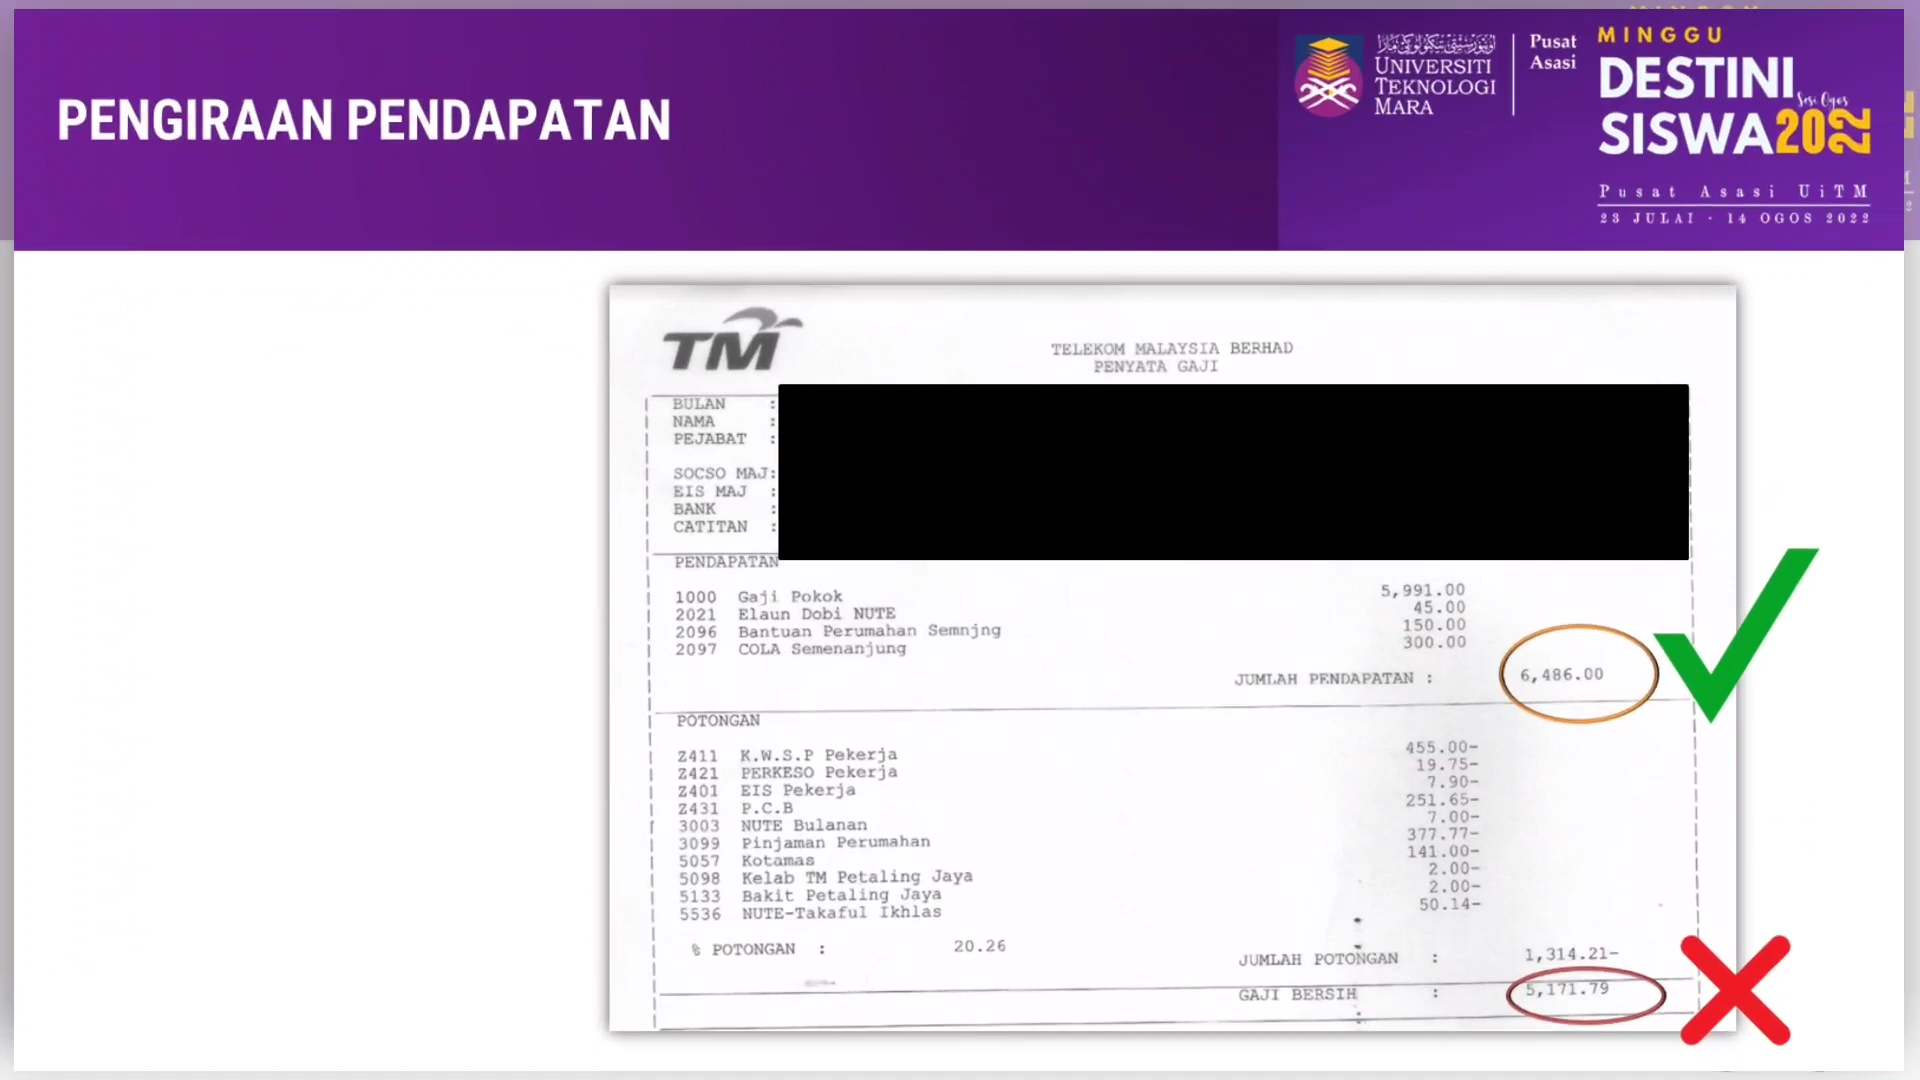 PENGIRAAN PENDAPATAN
UNIVERSITI
TEKNOLOGI
MARA
Pusat
Asasi
MINGGU
DESTINI
Sesi Ogos
SISWA 2022
Pusat Asasi UiTM
23 JULAI - 14 OGOS 2022
TM
TELEKOM MALAYSIA BERHAD
PENYATA GAJI
BULAN :
NAMA :
PEJABAT :
SOCSO MAJ:
EIS MAJ :
BANK :
CATITAN :
PENDAPATAN
1000 Gaji Pokok 5,991.00
2021 Elaun Dobi NUTE 45.00
2096 Bantuan Perumahan Semnjng 150.00
2097 COLA Semenanjung 300.00
JUMLAH PENDAPATAN : 6,486.00
POTONGAN
Z411 K.W.S.P Pekerja 455.00-
Z421 PERKESO Pekerja 19.75-
Z401 EIS Pekerja 7.90-
Z431 P.C.B 251.65-
3003 NUTE Bulanan 7.00-
3099 Pinjaman Perumahan 377.77-
5057 Kotamas 141.00-
5098 Kelab TM Petaling Jaya 2.00-
5133 Bakit Petaling Jaya 2.00-
5536 NUTE-Takaful Ikhlas 50.14-
% POTONGAN : 20.26
JUMLAH POTONGAN : 1,314.21-
GAJI BERSIH : 5,171.79